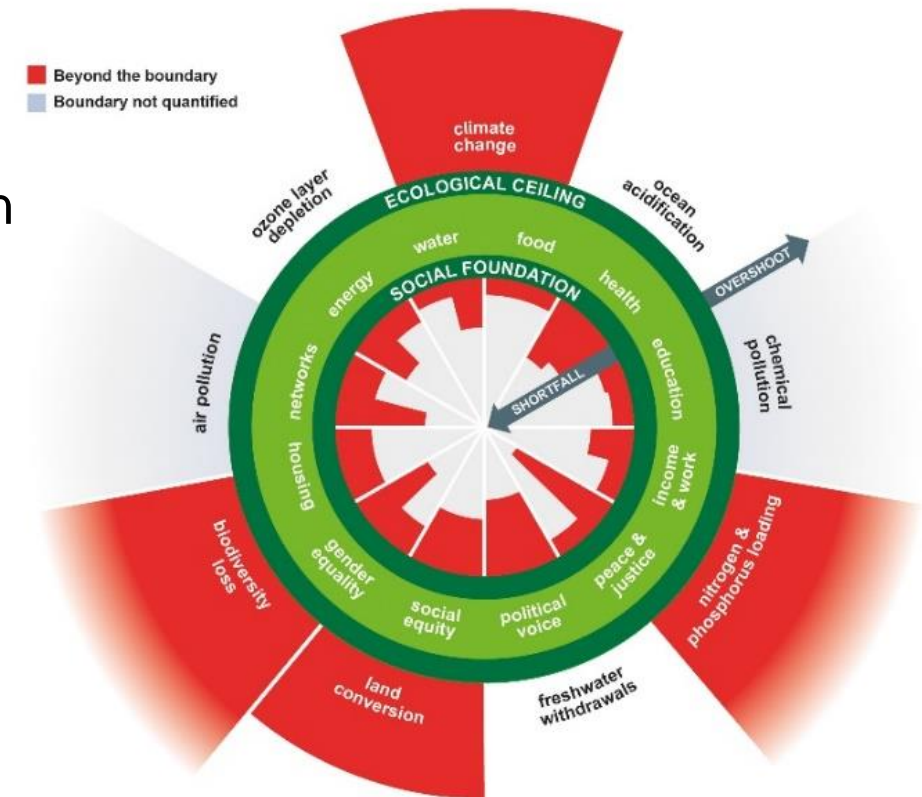 Beyond the boundary
Boundary not quantified
n
climate
change
ozone layer
depletion
ECOLOGICAL CEILING
ocean
acidification
OVERSHOOT
water
food
energy
SOCIAL FOUNDATION
health
air pollution
networks
SHORTFALL
education
chemical
pollution
housing
income
& work
biodiversity
loss
gender
equality
social
equity
political
voice
peace &
justice
nitrogen &
phosphorus loading
land
conversion
freshwater
withdrawals